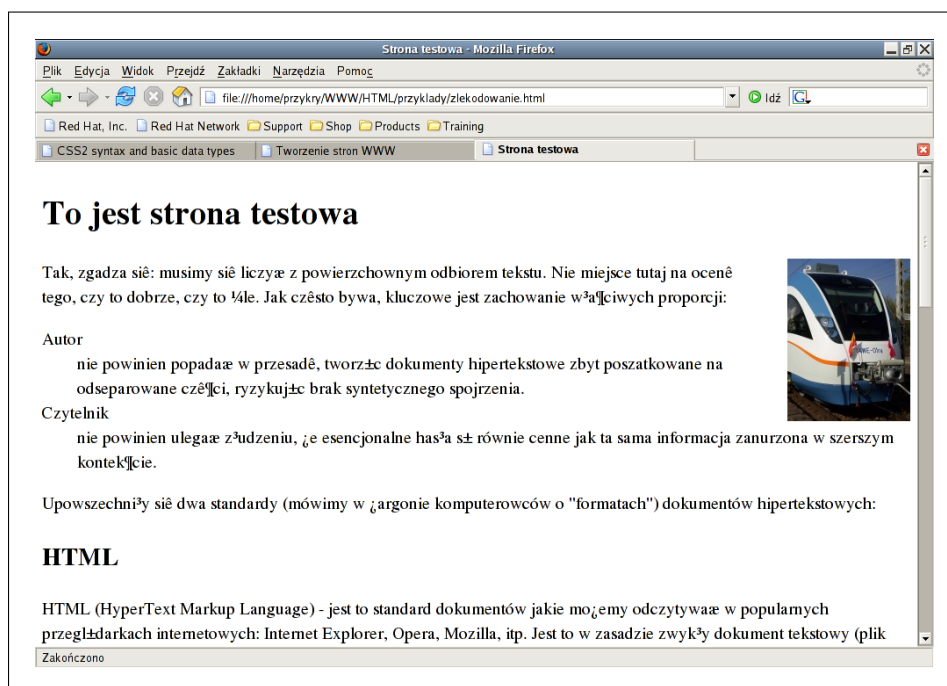 Strona testowa - Mozilla Firefox
Plik Edycja Widok Przejdź Zakładki Narzędzia Pomoc
file:///home/przykry/WWW/HTML/przyklady/zlekodowanie.html Idź G
Red Hat, Inc. Red Hat Network Support Shop Products Training
CSS2 syntax and basic data types Tworzenie stron WWW Strona testowa
To jest strona testowa
Tak, zgadza siê: musimy siê liczyæ z powierzchownym odbiorem tekstu. Nie miejsce tutaj na ocenê
tego, czy to dobrze, czy to ¼le. Jak czêsto bywa, kluczowe jest zachowanie w³a¶ciwych proporcji:
Autor
nie powinien popadaæ w przesadê, tworz±c dokumenty hipertekstowe zbyt poszatkowane na
odseparowane czê¶ci, ryzykuj±c brak syntetycznego spojrzenia.
Czytelnik
nie powinien ulegaæ z³udzeniu, ¿e esencjonalne has³a s± równie cenne jak ta sama informacja zanurzona w szerszym
kontek¶cie.
Upowszechni³y siê dwa standardy (mówimy w ¿argonie komputerowców o "formatach") dokumentów hipertekstowych:
HTML
HTML (HyperText Markup Language) - jest to standard dokumentów jakie mo¿emy odczytywaæ w popularnych
przegl±darkach internetowych: Internet Explorer, Opera, Mozilla, itp. Jest to w zasadzie zwyk³y dokument tekstowy (plik
Zakończono